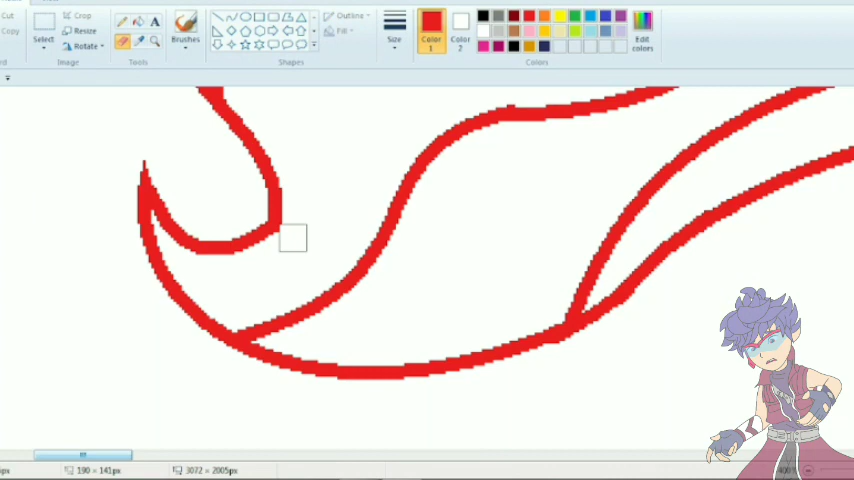 Cut
Copy
Select
Crop
Resize
Rotate
Image
A
Tools
Brushes
Outline
Fill
Shapes
Size
Color
1
Color
2
Edit
colors
Colors
190 × 141px
3072 × 2005px